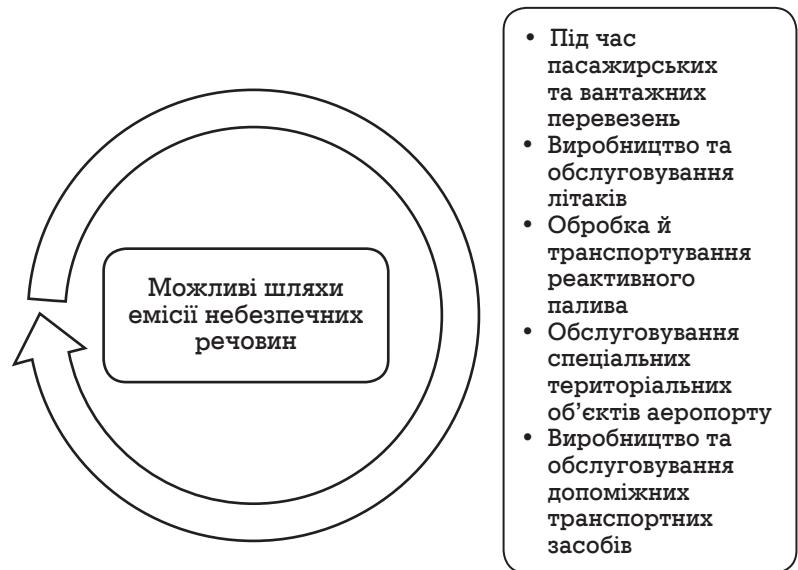 Можливі шляхи
емісії небезпечних
речовин
• Під час
пасажирських
та вантажних
перевезень
• Виробництво та
обслуговування
літаків
• Обробка й
транспортування
реактивного
палива
• Обслуговування
спеціальних
територіальних
об’єктів аеропорту
• Виробництво та
обслуговування
допоміжних
транспортних
засобів